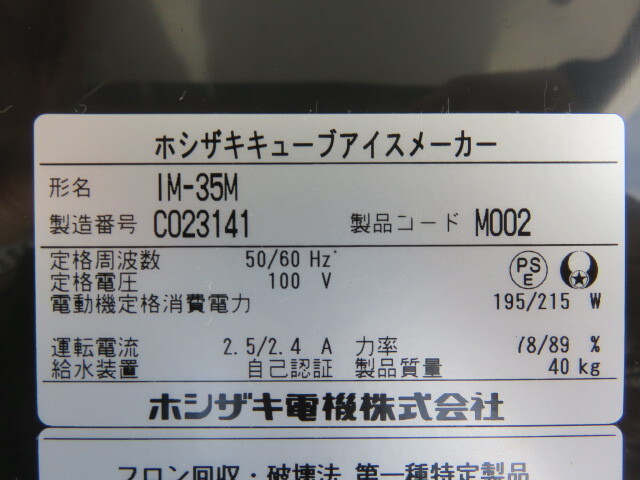 ホシザキキューブアイスメーカー
形名 IM-35M
製造番号 C023141 製品コード M002
定格周波数 50/60 Hz
定格電圧 100 V
PS E
電動機定格消費電力 195/215 W
運転電流 2.5/2.4 A 力率 78/89 %
給水装置 自己認証 製品質量 40 kg
ホシザキ電機株式会社
フロン回収・破壊法 第一種特定製品